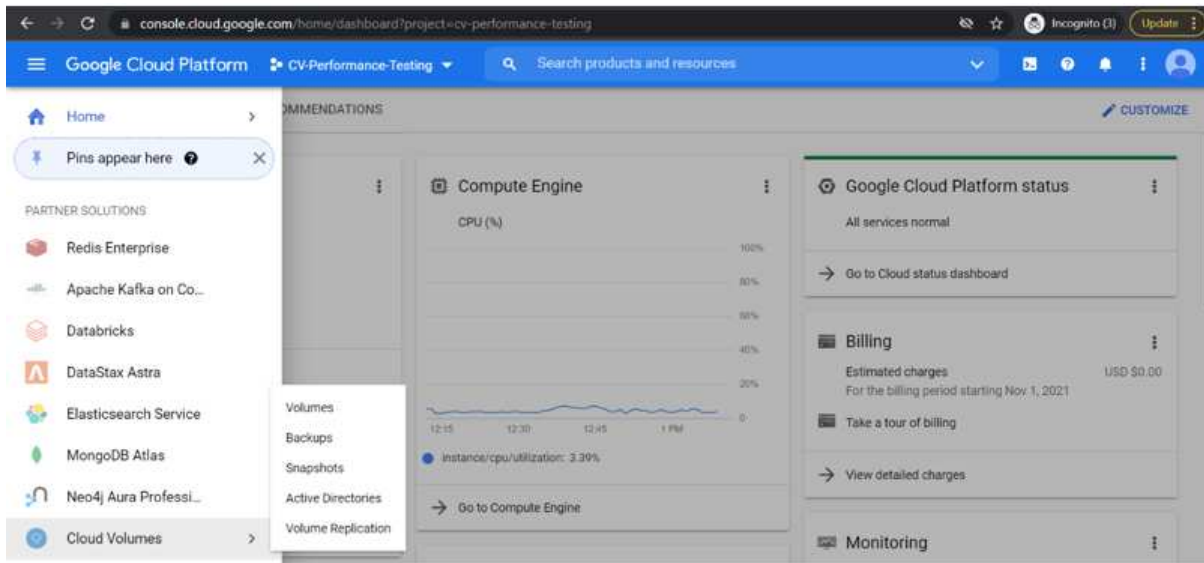 console.cloud.google.com/home/dashboard?project=cv-performance-testing
Incognito (3)
Update
Google Cloud Platform
CV-Performance-Testing
Search products and resources
Home
OMMENDATIONS
CUSTOMIZE
Pins appear here
PARTNER SOLUTIONS
Redis Enterprise
Apache Kafka on Co...
Databricks
DataStax Astra
Elasticsearch Service
MongoDB Atlas
Neo4j Aura Professi...
Cloud Volumes
Volumes
Backups
Snapshots
Active Directories
Volume Replication
Compute Engine
CPU (%)
100%
80%
60%
40%
20%
0
12:15 12:30 12:45 1 PM
instance/cpu/utilization: 3.39%
Go to Compute Engine
Google Cloud Platform status
All services normal
Go to Cloud status dashboard
Billing
Estimated charges USD $0.00
For the billing period starting Nov 1, 2021
Take a tour of billing
View detailed charges
Monitoring